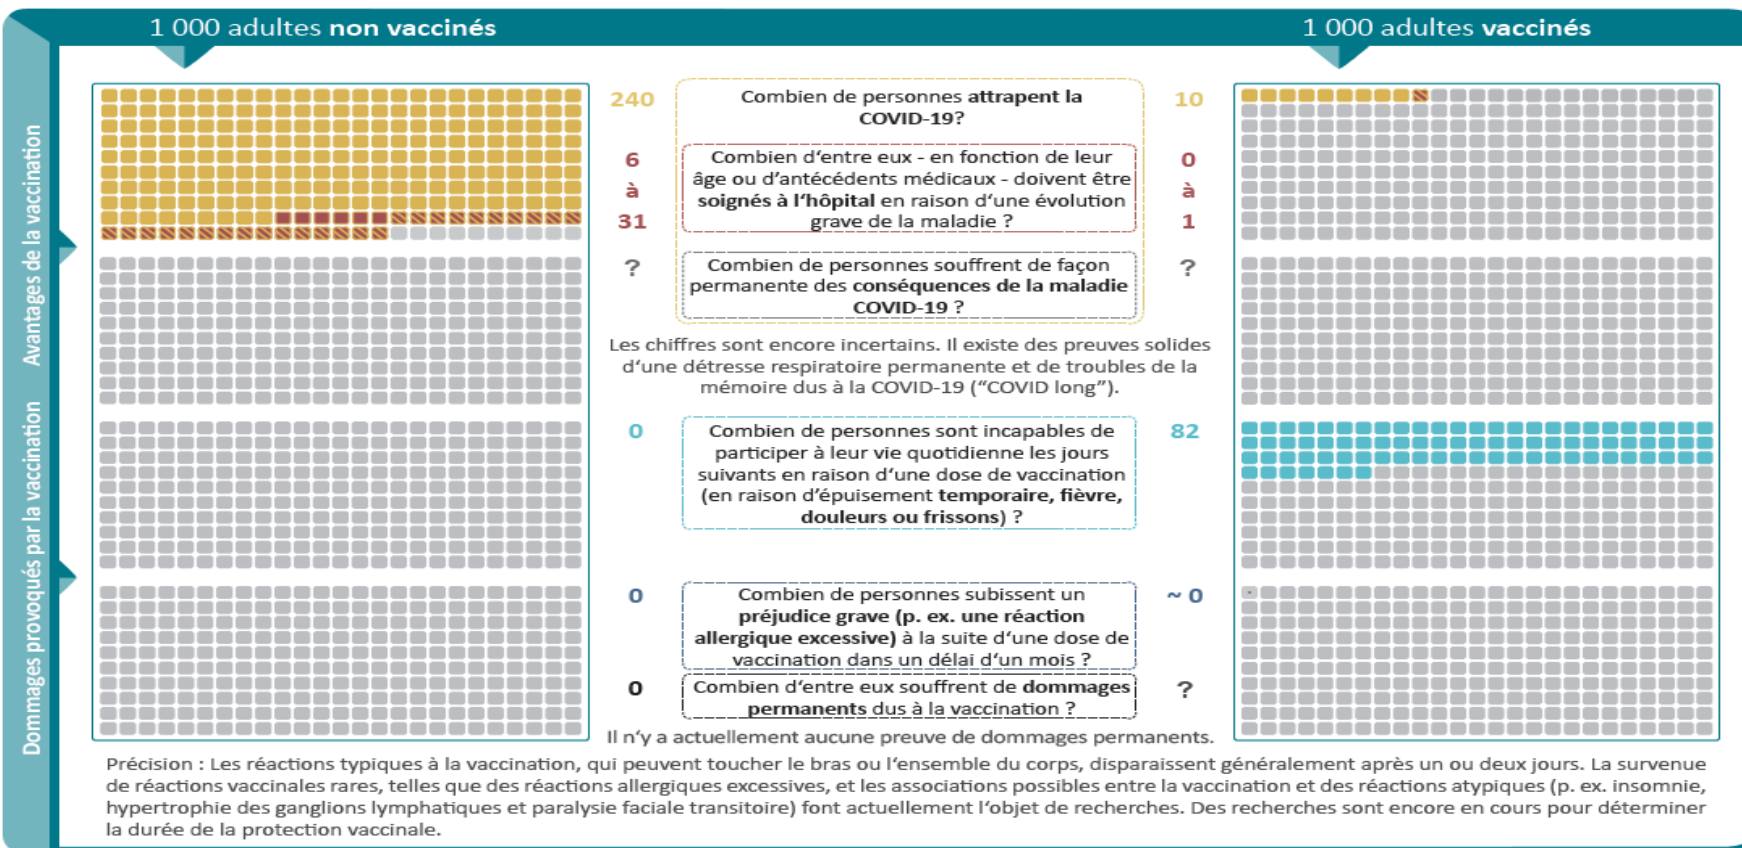 1 000 adultes non vaccinés
1 000 adultes vaccinés
Avantages de la vaccination
240
Combien de personnes attrapent la
COVID-19?
10
6
à
31
Combien d‘entre eux - en fonction de leur
âge ou d’antécédents médicaux - doivent être
soignés à l‘hôpital en raison d‘une évolution
grave de la maladie ?
0
à
1
?
Combien de personnes souffrent de façon
permanente des conséquences de la maladie
COVID-19 ?
?
Les chiffres sont encore incertains. Il existe des preuves solides
d‘une détresse respiratoire permanente et de troubles de la
mémoire dus à la COVID-19 (“COVID long”).
Dommages provoqués par la vaccination
0
Combien de personnes sont incapables de
participer à leur vie quotidienne les jours
suivants en raison d‘une dose de vaccination
(en raison d’épuisement temporaire, fièvre,
douleurs ou frissons) ?
82
0
Combien de personnes subissent un
préjudice grave (p. ex. une réaction
allergique excessive) à la suite d‘une dose de
vaccination dans un délai d‘un mois ?
~ 0
0
Combien d‘entre eux souffrent de dommages
permanents dus à la vaccination ?
?
Il n‘y a actuellement aucune preuve de dommages permanents.
Précision : Les réactions typiques à la vaccination, qui peuvent toucher le bras ou l‘ensemble du corps, disparaissent généralement après un ou deux jours. La survenue
de réactions vaccinales rares, telles que des réactions allergiques excessives, et les associations possibles entre la vaccination et des réactions atypiques (p. ex. insomnie,
hypertrophie des ganglions lymphatiques et paralysie faciale transitoire) font actuellement l‘objet de recherches. Des recherches sont encore en cours pour déterminer
la durée de la protection vaccinale.